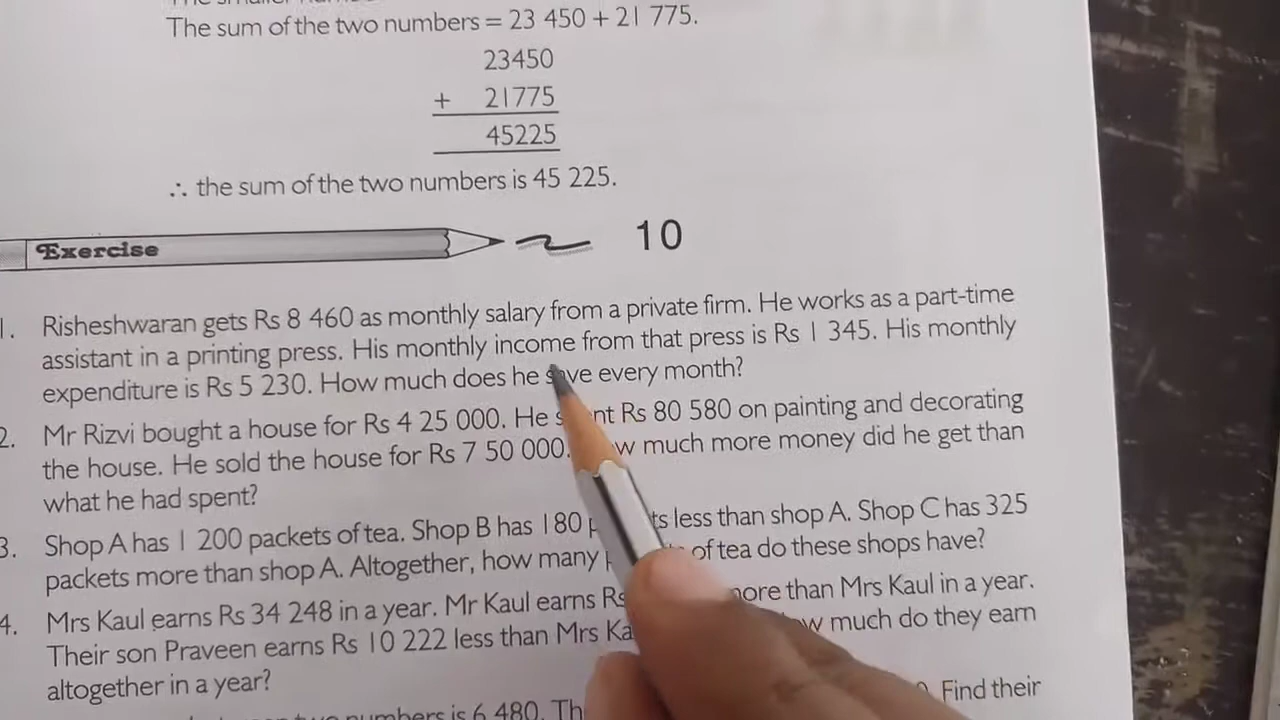 The sum of the two numbers = 23 450 + 21 775.
23450
+ 21775
45225
∴ the sum of the two numbers is 45 225.
Exercise 10
1. Risheshwaran gets Rs 8 460 as monthly salary from a private firm. He works as a part-time
assistant in a printing press. His monthly income from that press is Rs 1 345. His monthly
expenditure is Rs 5 230. How much does he save every month?
2. Mr Rizvi bought a house for Rs 4 25 000. He spent Rs 80 580 on painting and decorating
the house. He sold the house for Rs 7 50 000. How much more money did he get than
what he had spent?
3. Shop A has 1 200 packets of tea. Shop B has 180 packets less than shop A. Shop C has 325
packets more than shop A. Altogether, how many of tea do these shops have?
4. Mrs Kaul earns Rs 34 248 in a year. Mr Kaul earns Rs more than Mrs Kaul in a year.
Their son Praveen earns Rs 10 222 less than Mrs much do they earn
altogether in a year?
two numbers is 6 480. Find their